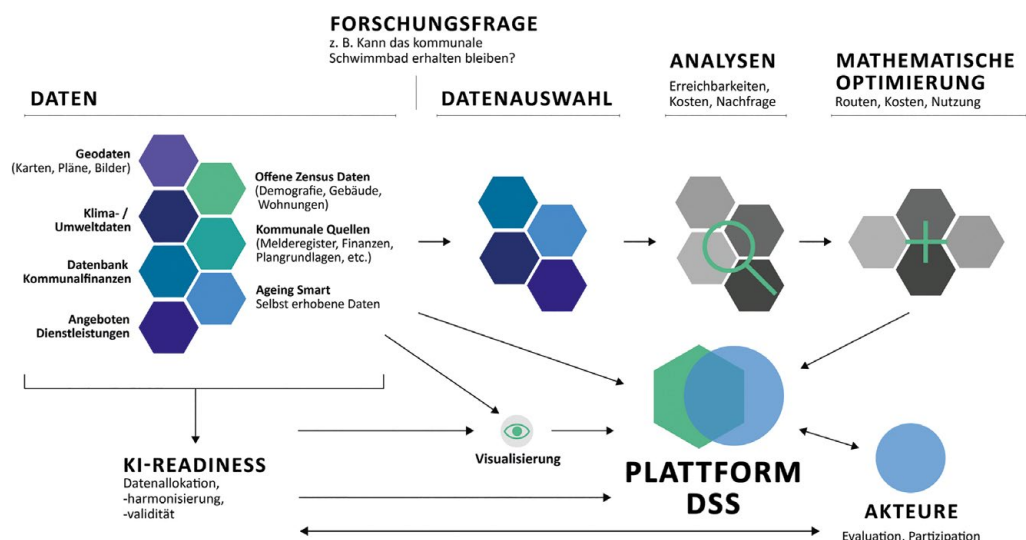 FORSCHUNGSFRAGE
z. B. Kann das kommunale
Schwimmbad erhalten bleiben?
DATEN
DATENAUSWAHL
ANALYSEN
Erreichbarkeiten,
Kosten, Nachfrage
MATHEMATISCHE
OPTIMIERUNG
Routen, Kosten, Nutzung
Geodaten
(Karten, Pläne, Bilder)
Klima- /
Umweltdaten
Datenbank
Kommunalfinanzen
Angeboten
Dienstleistungen
Offene Zensus Daten
(Demografie, Gebäude,
Wohnungen)
Kommunale Quellen
(Melderegister, Finanzen,
Plangrundlagen, etc.)
Ageing Smart
Selbst erhobene Daten
KI-READINESS
Datenallokation,
-harmonisierung,
-validität
Visualisierung
PLATTFORM
DSS
AKTEURE
Evaluation, Partizipation